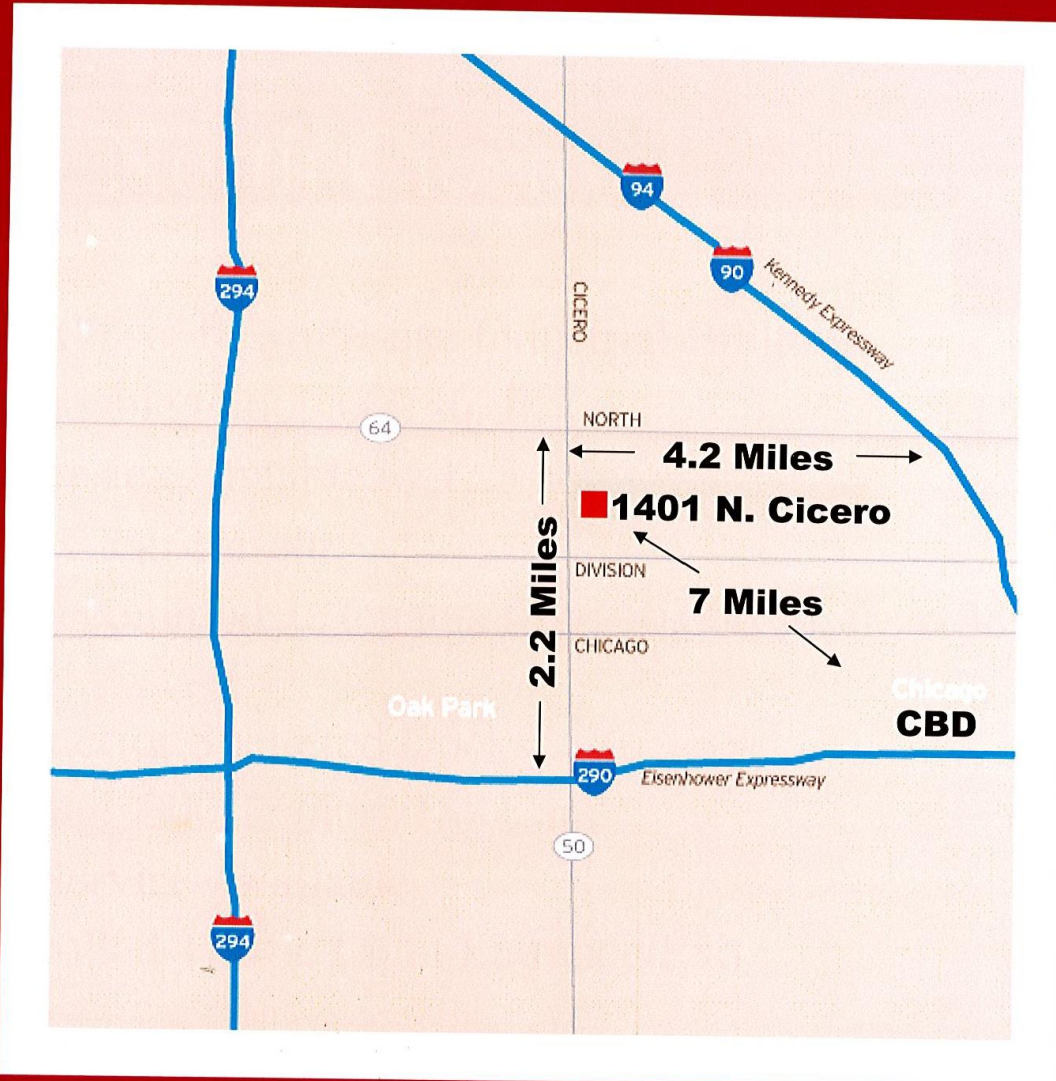 94
90
Kennedy Expressway
294
CICERO
NORTH
64
4.2 Miles
1401 N. Cicero
2.2 Miles
DIVISION
7 Miles
CHICAGO
Oak Park
Chicago
CBD
290
Eisenhower Expressway
50
294